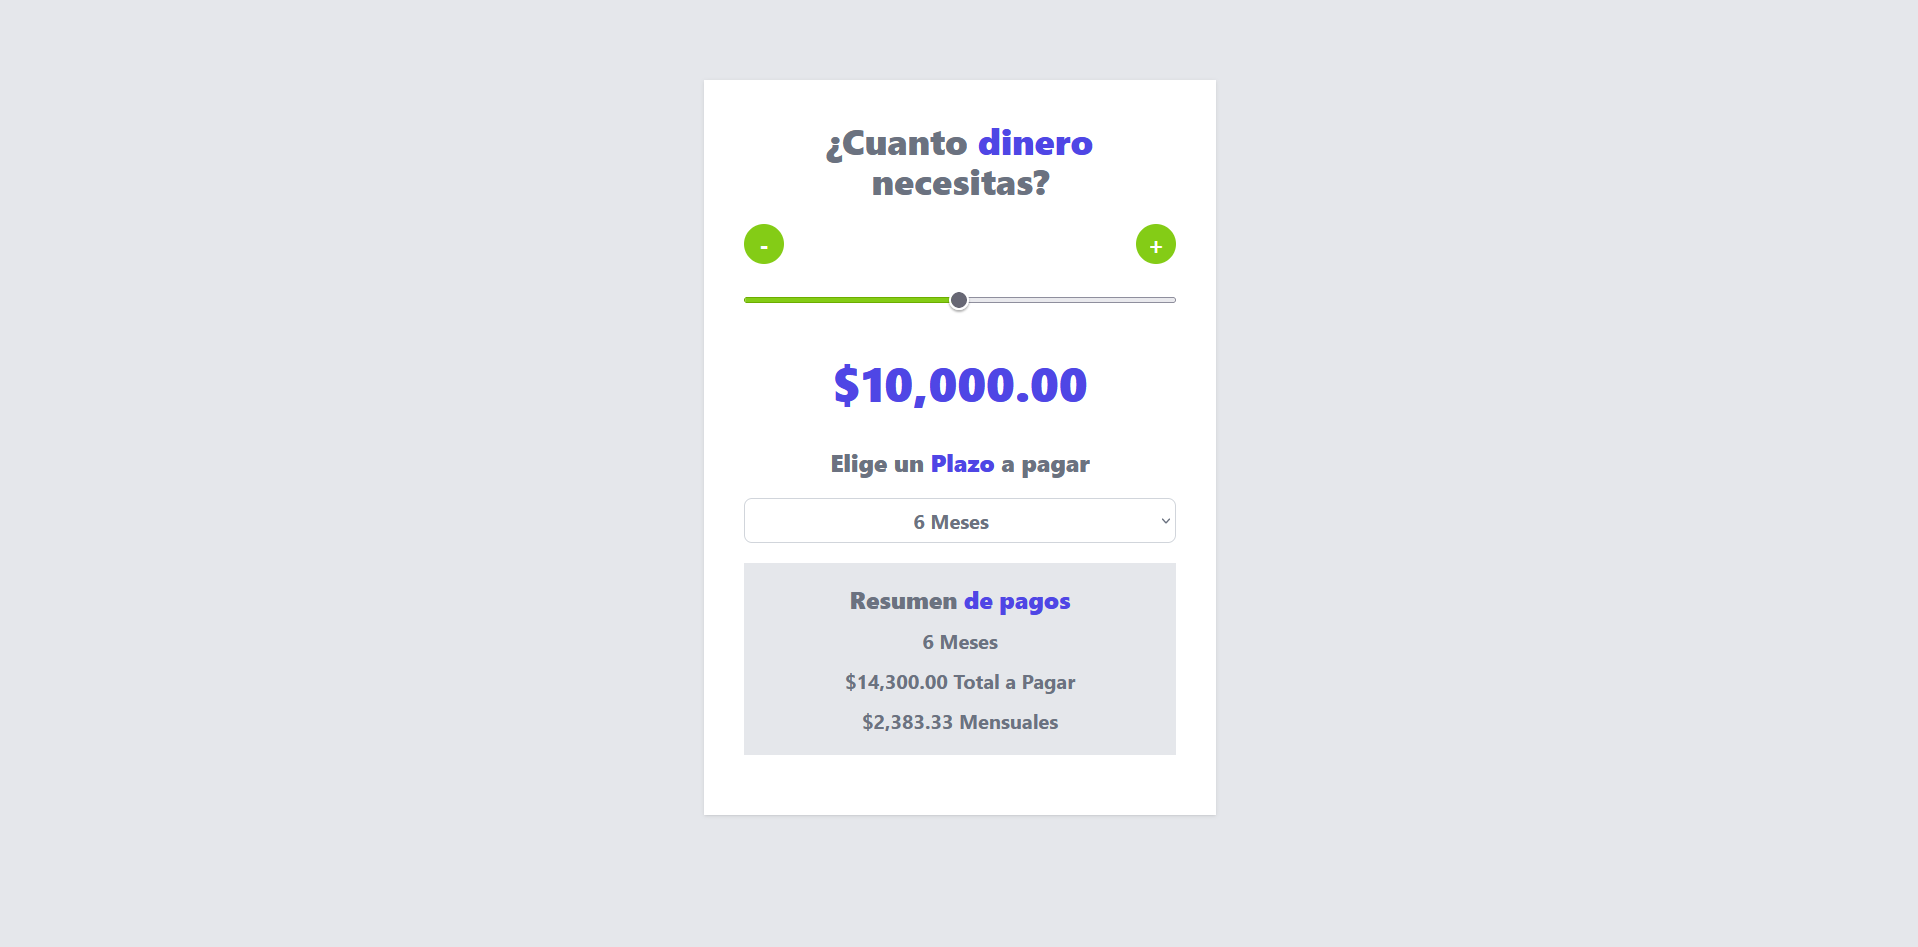 ¿Cuanto dinero
necesitas?
- +
$10,000.00
Elige un Plazo a pagar
6 Meses
Resumen de pagos
6 Meses
$14,300.00 Total a Pagar
$2,383.33 Mensuales